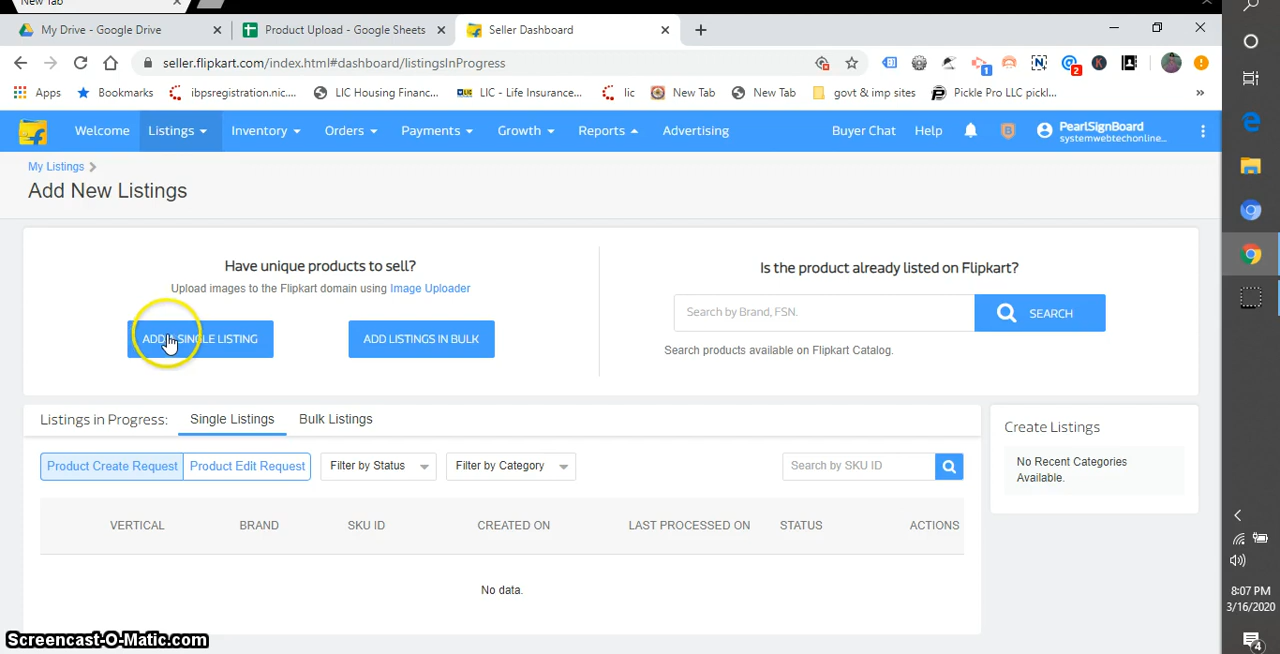 New Tab
My Drive - Google Drive
Product Upload - Google Sheets
Seller Dashboard
seller.flipkart.com/index.html#dashboard/listingsInProgress
1
2
K
N
Apps
Bookmarks
ibpsregistration.nic....
LIC Housing Financ...
LIC - Life Insurance...
lic
New Tab
New Tab
govt & imp sites
Pickle Pro LLC pickl...
»
Welcome
Listings
Inventory
Orders
Payments
Growth
Reports
Advertising
Buyer Chat
Help
B
PearlSignBoard
systemwebtechonline...
My Listings
Add New Listings
Have unique products to sell?
Upload images to the Flipkart domain using Image Uploader
ADD A SINGLE LISTING
ADD LISTINGS IN BULK
Is the product already listed on Flipkart?
Search by Brand, FSN.
SEARCH
Search products available on Flipkart Catalog.
Listings in Progress:
Single Listings
Bulk Listings
Product Create Request
Product Edit Request
Filter by Status
Filter by Category
Search by SKU ID
VERTICAL
BRAND
SKU ID
CREATED ON
LAST PROCESSED ON
STATUS
ACTIONS
No data.
Create Listings
No Recent Categories
Available.
8:07 PM
3/16/2020
4
Screencast-O-Matic.com